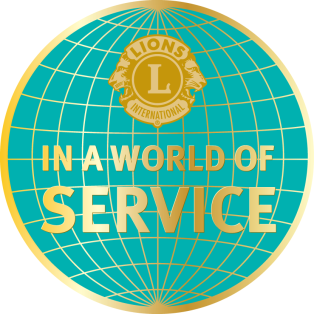 LIONS
L
INTERNATIONAL
IN A WORLD OF
SERVICE